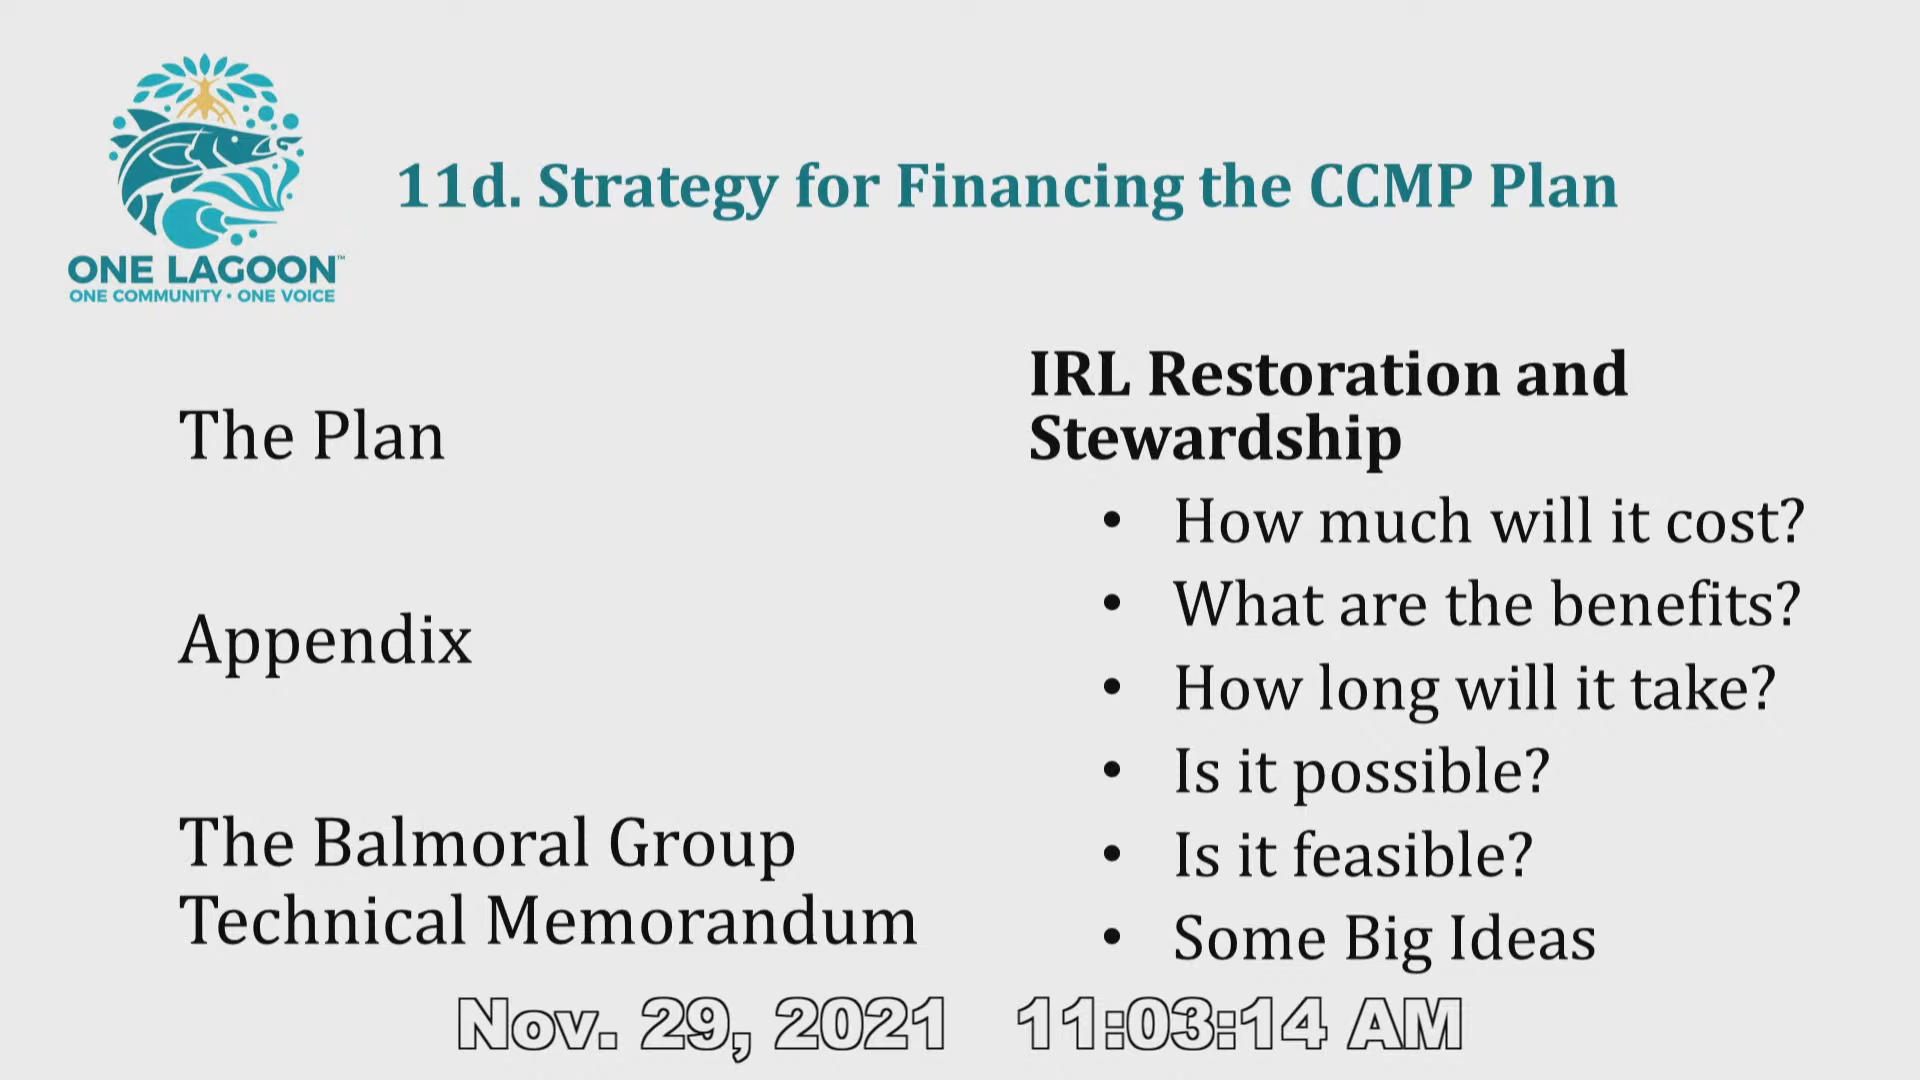 ONE LAGOON™
ONE COMMUNITY • ONE VOICE
11d. Strategy for Financing the CCMP Plan
The Plan
Appendix
The Balmoral Group
Technical Memorandum
IRL Restoration and
Stewardship
• How much will it cost?
• What are the benefits?
• How long will it take?
• Is it possible?
• Is it feasible?
• Some Big Ideas
Nov. 29, 2021 11:03:14 AM